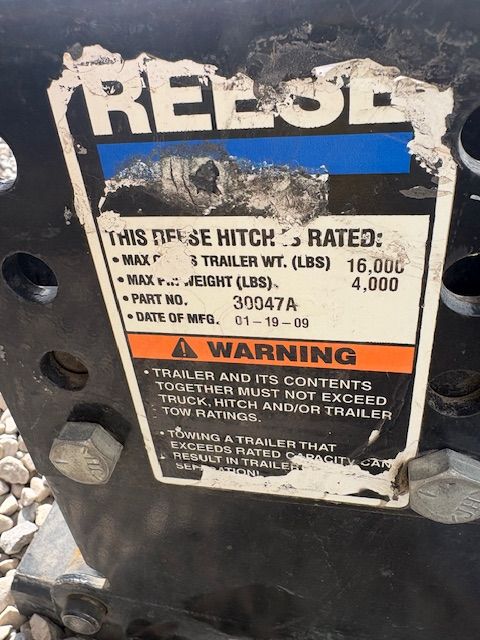 REESE
THIS REESE HITCH IS RATED:
• MAX TRAILER WT. (LBS) 16,000
• MAX PIN WEIGHT (LBS) 4,000
• PART NO. 30047A
• DATE OF MFG. 01-19-09
WARNING
• TRAILER AND ITS CONTENTS
TOGETHER MUST NOT EXCEED
TRUCK, HITCH AND/OR TRAILER
TOW RATINGS.
• TOWING A TRAILER THAT
EXCEEDS RATED CAPACITY CAN
RESULT IN TRAILER
SEPARATION!